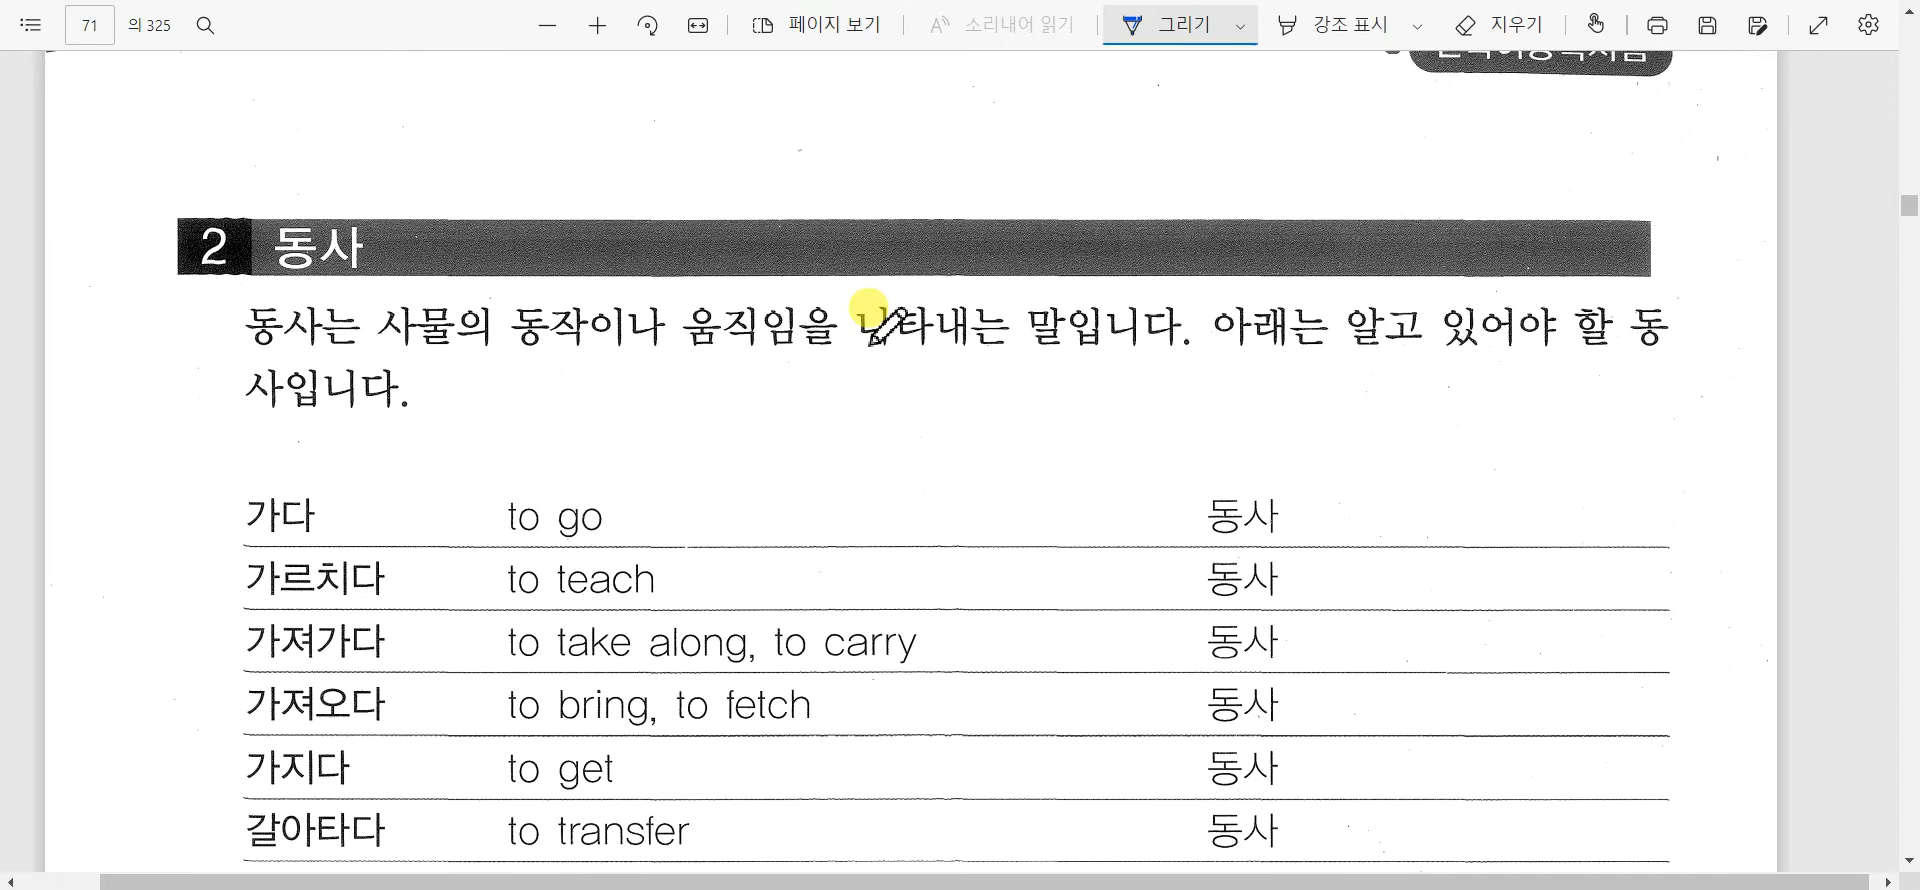 71 의 325 페이지 보기 소리내어 읽기 그리기 강조 표시 지우기
2 동사
동사는 사물의 동작이나 움직임을 나타내는 말입니다. 아래는 알고 있어야 할 동
사입니다.
가다 to go 동사
가르치다 to teach 동사
가져가다 to take along, to carry 동사
가져오다 to bring, to fetch 동사
가지다 to get 동사
갈아타다 to transfer 동사